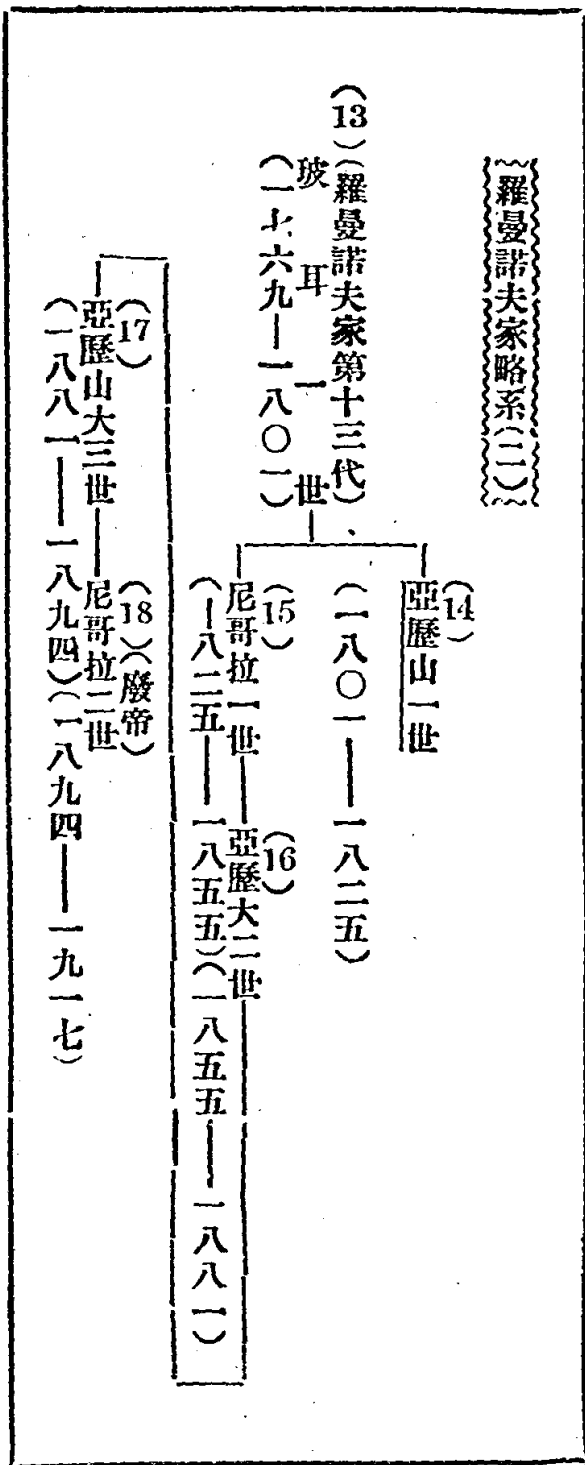 羅曼諾夫家略系(二)
(14)
亞歷山一世
(一八〇一——一八二五)
(13)(羅曼諾夫家第十三代)
玻耳一世
(一七六九—一八〇一)
(15)
尼哥拉一世
(一八二五——一八五五)
(16)
亞歷大二世
(一八五五——一八八一)
(17)
亞歷山大三世
(一八八一——一八九四)
(18)(廢帝)
尼哥拉二世
(一八九四——一九一七)